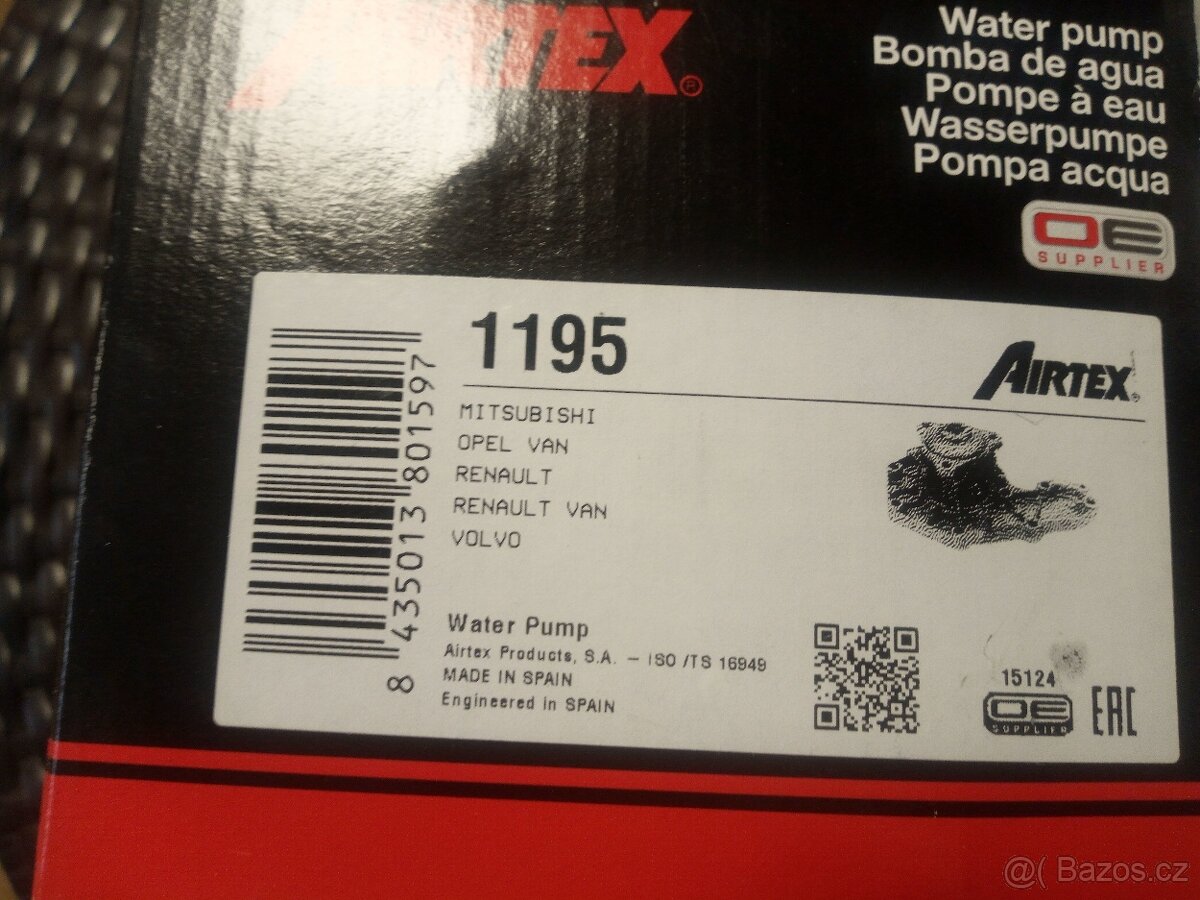 AIRTEX®
Water pump
Bomba de agua
Pompe à eau
Wasserpumpe
Pompa acqua
OE
SUPPLIER
1195
AIRTEX®
MITSUBISHI
OPEL VAN
RENAULT
RENAULT VAN
VOLVO
8 435013 801597
Water Pump
Airtex Products, S.A. – ISO /TS 16949
MADE IN SPAIN
Engineered in SPAIN
15124
OE
SUPPLIER
EAC
@( Bazos.cz